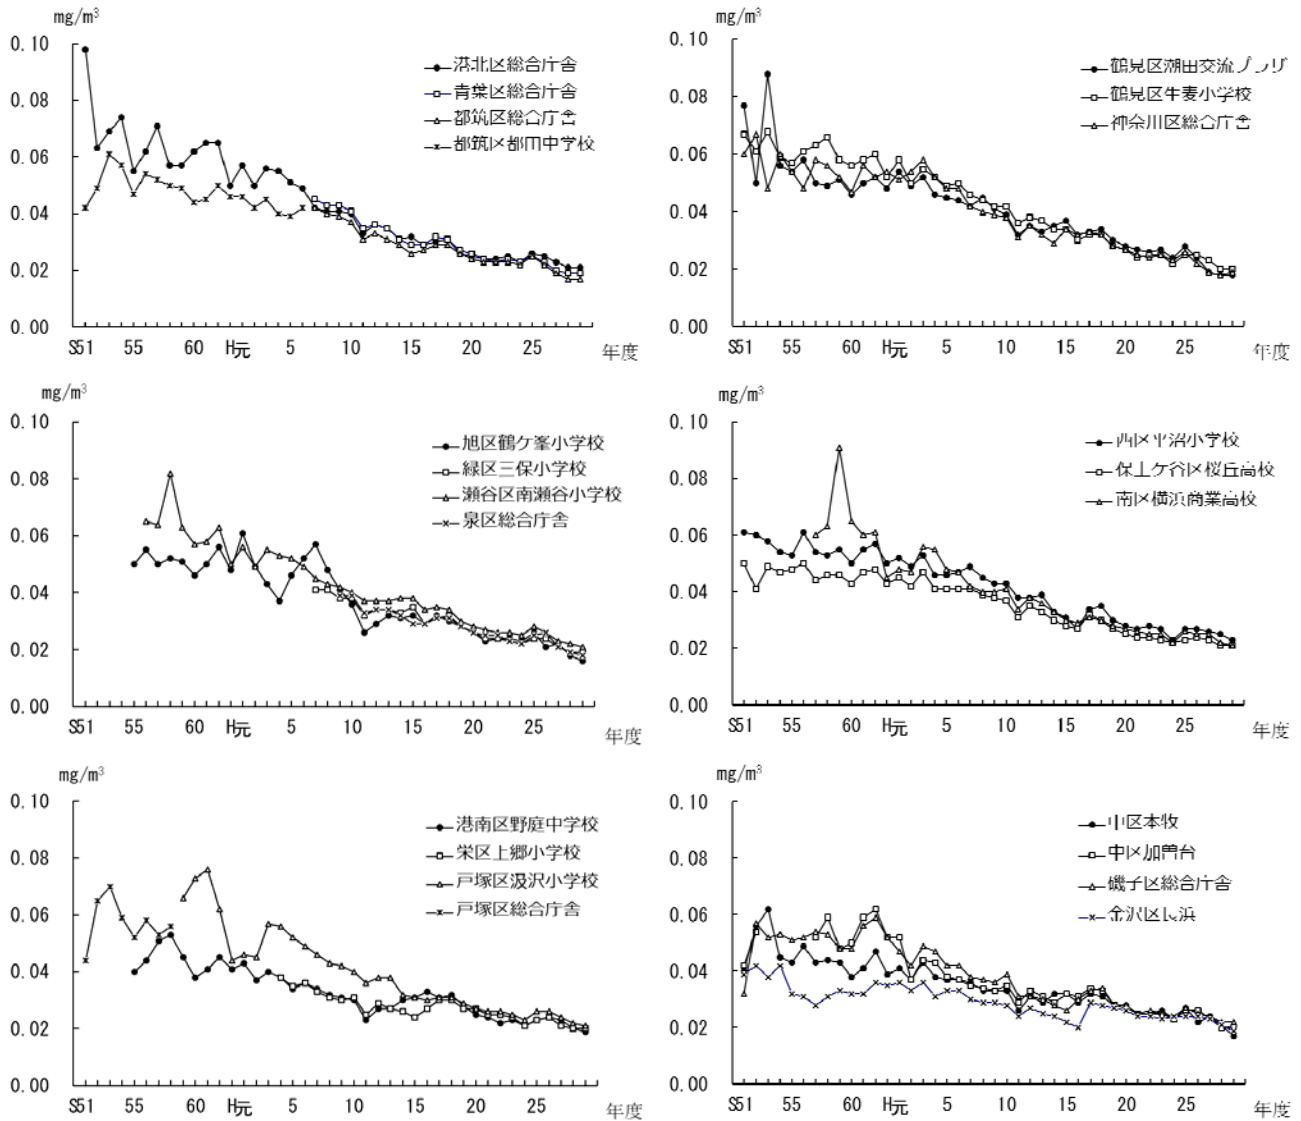 mg/m³
0.10
0.08
0.06
0.04
0.02
0.00
港北区総合庁舎
青葉区総合庁舎
都筑区総合庁舎
都筑区都田中学校
S51 55 60 H元 5 10 15 20 25 年度
mg/m³
0.10
0.08
0.06
0.04
0.02
0.00
鶴見区潮田交流プラザ
鶴見区生麦小学校
神奈川区総合庁舎
S51 55 60 H元 5 10 15 20 25 年度
mg/m³
0.10
0.08
0.06
0.04
0.02
0.00
旭区鶴ケ峯小学校
緑区三保小学校
瀬谷区南瀬谷小学校
泉区総合庁舎
S51 55 60 H元 5 10 15 20 25 年度
mg/m³
0.10
0.08
0.06
0.04
0.02
0.00
西区平沼小学校
保土ケ谷区桜丘高校
南区横浜商業高校
S51 55 60 H元 5 10 15 20 25 年度
mg/m³
0.10
0.08
0.06
0.04
0.02
0.00
港南区野庭中学校
栄区上郷小学校
戸塚区汲沢小学校
戸塚区総合庁舎
S51 55 60 H元 5 10 15 20 25 年度
mg/m³
0.10
0.08
0.06
0.04
0.02
0.00
中区本牧
中区加曽台
磯子区総合庁舎
金沢区長浜
S51 55 60 H元 5 10 15 20 25 年度